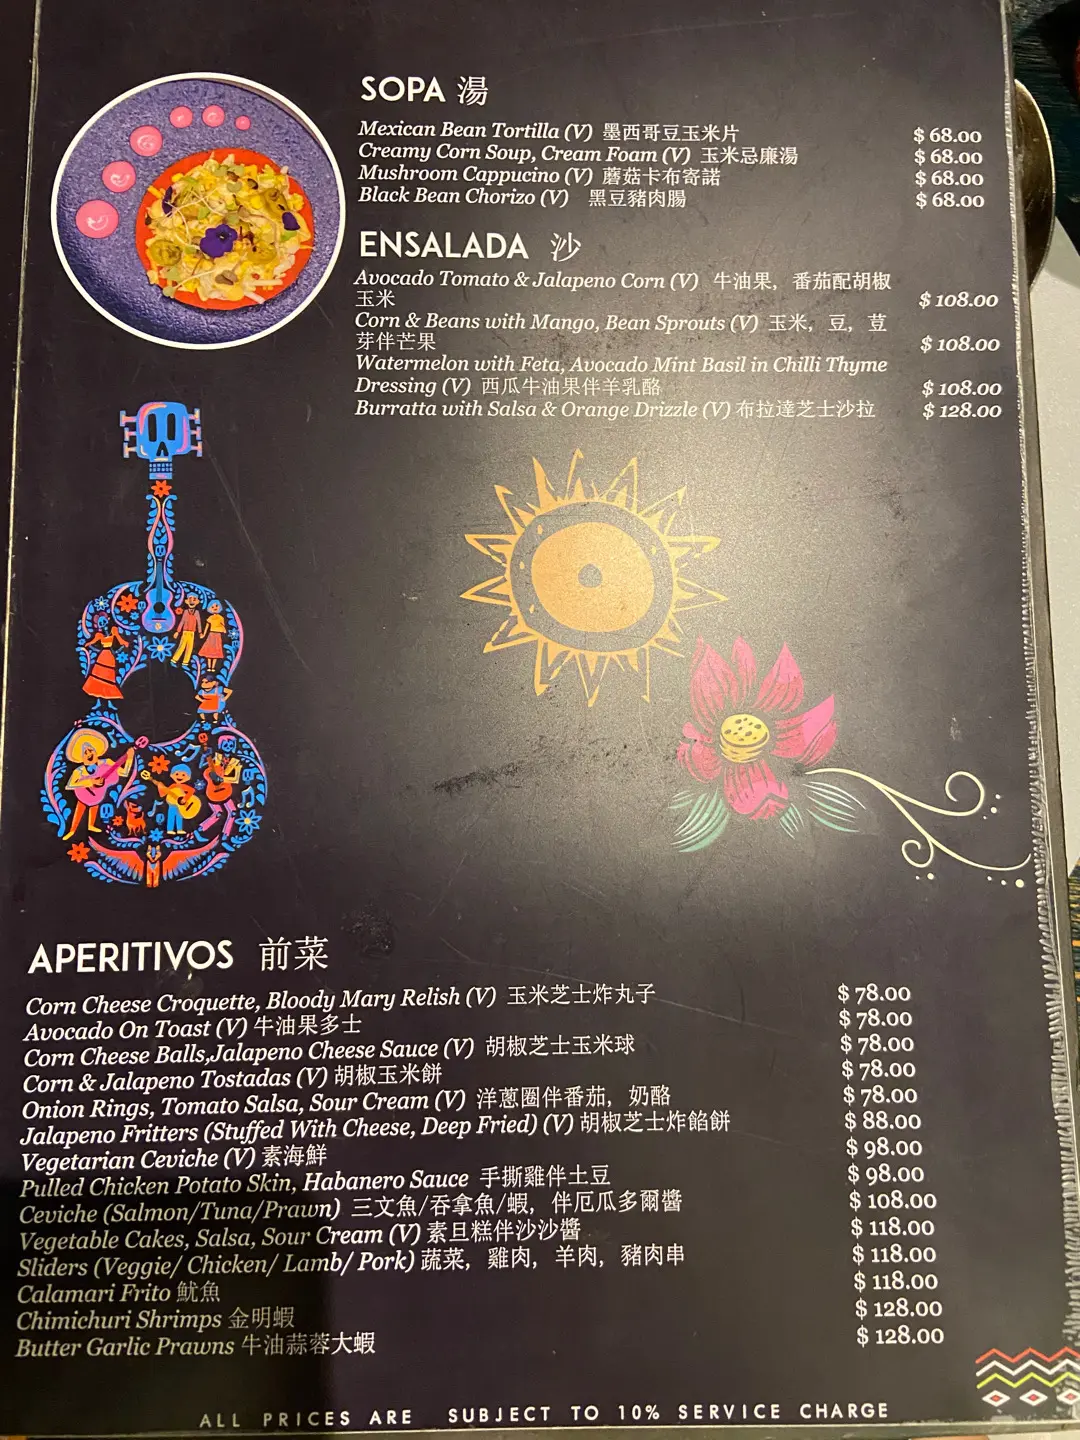 SOPA 湯
Mexican Bean Tortilla (V) 墨西哥豆玉米片 $ 68.00
Creamy Corn Soup, Cream Foam (V) 玉米忌廉湯 $ 68.00
Mushroom Cappucino (V) 蘑菇卡布寄諾 $ 68.00
Black Bean Chorizo (V) 黑豆豬肉腸 $ 68.00
ENSALADA 沙
Avocado Tomato & Jalapeno Corn (V) 牛油果，番茄配胡椒
玉米 $ 108.00
Corn & Beans with Mango, Bean Sprouts (V) 玉米，豆，荳
芽伴芒果 $ 108.00
Watermelon with Feta, Avocado Mint Basil in Chilli Thyme
Dressing (V) 西瓜牛油果伴羊乳酪 $ 108.00
Burratta with Salsa & Orange Drizzle (V) 布拉達芝士沙拉 $ 128.00
APERITIVOS 前菜
Corn Cheese Croquette, Bloody Mary Relish (V) 玉米芝士炸丸子 $ 78.00
Avocado On Toast (V) 牛油果多士 $ 78.00
Corn Cheese Balls,Jalapeno Cheese Sauce (V) 胡椒芝士玉米球 $ 78.00
Corn & Jalapeno Tostadas (V) 胡椒玉米餅 $ 78.00
Onion Rings, Tomato Salsa, Sour Cream (V) 洋蔥圈伴番茄，奶酪 $ 78.00
Jalapeno Fritters (Stuffed With Cheese, Deep Fried) (V) 胡椒芝士炸餡餅 $ 88.00
Vegetarian Ceviche (V) 素海鮮 $ 98.00
Pulled Chicken Potato Skin, Habanero Sauce 手撕雞伴土豆 $ 98.00
Ceviche (Salmon/Tuna/Prawn) 三文魚/吞拿魚/蝦，伴厄瓜多爾醬 $ 108.00
Vegetable Cakes, Salsa, Sour Cream (V) 素旦糕伴沙沙醬 $ 118.00
Sliders (Veggie/ Chicken/ Lamb/ Pork) 蔬菜，雞肉，羊肉，豬肉串 $ 118.00
Calamari Frito 魷魚 $ 118.00
Chimichuri Shrimps 金明蝦 $ 128.00
Butter Garlic Prawns 牛油蒜蓉大蝦 $ 128.00
ALL PRICES ARE SUBJECT TO 10% SERVICE CHARGE